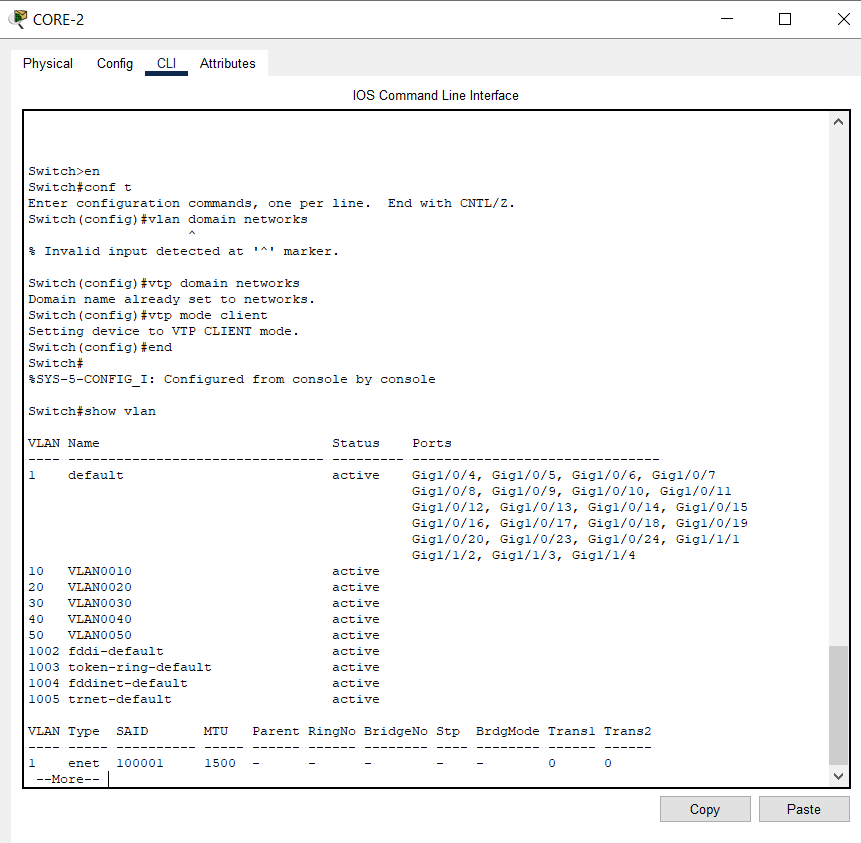 CORE-2
Physical Config CLI Attributes
IOS Command Line Interface
Switch>en
Switch#conf t
Enter configuration commands, one per line.  End with CNTL/Z.
Switch(config)#vlan domain networks
                    ^
% Invalid input detected at '^' marker.
Switch(config)#vtp domain networks
Domain name already set to networks.
Switch(config)#vtp mode client
Setting device to VTP CLIENT mode.
Switch(config)#end
Switch#
%SYS-5-CONFIG_I: Configured from console by console
Switch#show vlan
VLAN Name                             Status    Ports
---- -------------------------------- --------- -------------------------------
1    default                          active    Gig1/0/4, Gig1/0/5, Gig1/0/6, Gig1/0/7
                                                Gig1/0/8, Gig1/0/9, Gig1/0/10, Gig1/0/11
                                                Gig1/0/12, Gig1/0/13, Gig1/0/14, Gig1/0/15
                                                Gig1/0/16, Gig1/0/17, Gig1/0/18, Gig1/0/19
                                                Gig1/0/20, Gig1/0/23, Gig1/0/24, Gig1/1/1
                                                Gig1/1/2, Gig1/1/3, Gig1/1/4
10   VLAN0010                         active
20   VLAN0020                         active
30   VLAN0030                         active
40   VLAN0040                         active
50   VLAN0050                         active
1002 fddi-default                     active
1003 token-ring-default               active
1004 fddinet-default                  active
1005 trnet-default                    active
VLAN Type  SAID       MTU   Parent RingNo BridgeNo Stp  BrdgMode Trans1 Trans2
---- ----- ---------- ----- ------ ------ -------- ---- -------- ------ ------
1    enet  100001     1500  -      -      -        -    -        0      0
 --More--
Copy Paste